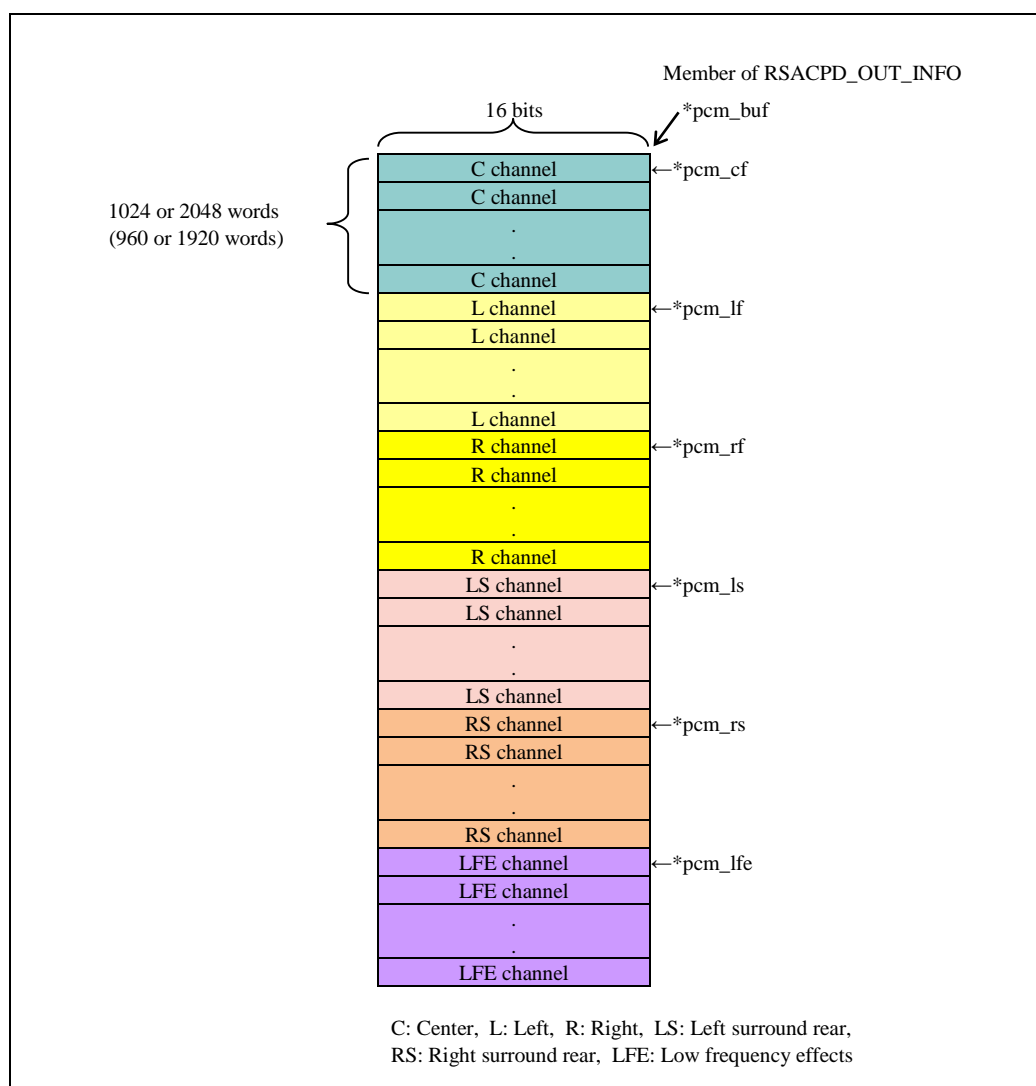 Member of RSACPD_OUT_INFO
16 bits
*pcm_buf
C channel
←*pcm_cf
C channel
1024 or 2048 words
(960 or 1920 words)
.
.
C channel
L channel
←*pcm_lf
L channel
.
.
L channel
R channel
←*pcm_rf
R channel
.
.
R channel
LS channel
←*pcm_ls
LS channel
.
.
LS channel
RS channel
←*pcm_rs
RS channel
.
.
RS channel
LFE channel
←*pcm_lfe
LFE channel
.
.
LFE channel
C: Center, L: Left, R: Right, LS: Left surround rear,
RS: Right surround rear, LFE: Low frequency effects